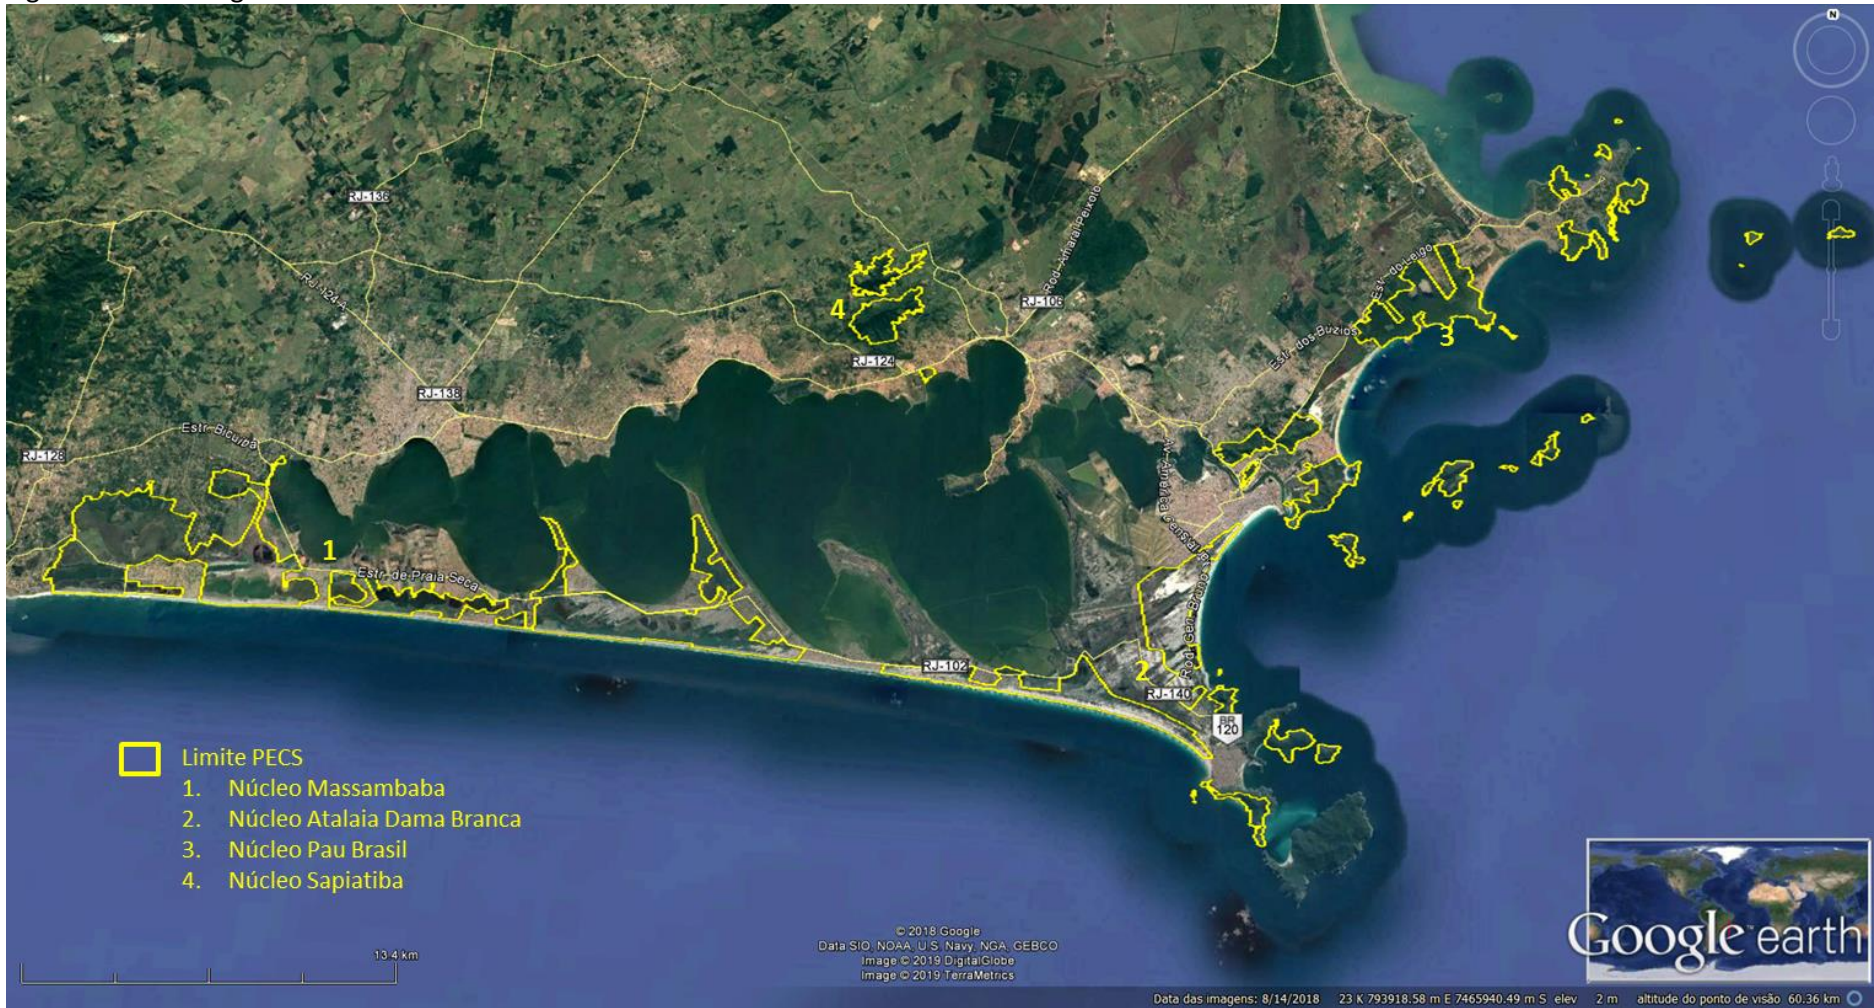 N
RJ-136
Rod. Amaral Peixoto
Estr. do Leigo
RJ-124-A
RJ-106
4
Estr. dos Búzios
3
RJ-124
RJ-138
Estr. Bicuíba
RJ-128
1
Estr. de Praia Seca
Rod. Gen. Bruno
RJ-102
2
RJ-140
BR
120
Limite PECS
1. Núcleo Massambaba
2. Núcleo Atalaia Dama Branca
3. Núcleo Pau Brasil
4. Núcleo Sapiatiba
13.4 km
© 2018 Google
Data SIO, NOAA, U.S. Navy, NGA, GEBCO
Image © 2019 DigitalGlobe
Image © 2019 TerraMetrics
Google earth
Data das imagens: 8/14/2018 23 K 793918.58 m E 7465940.49 m S elev 2 m altitude do ponto de visão 60.36 km